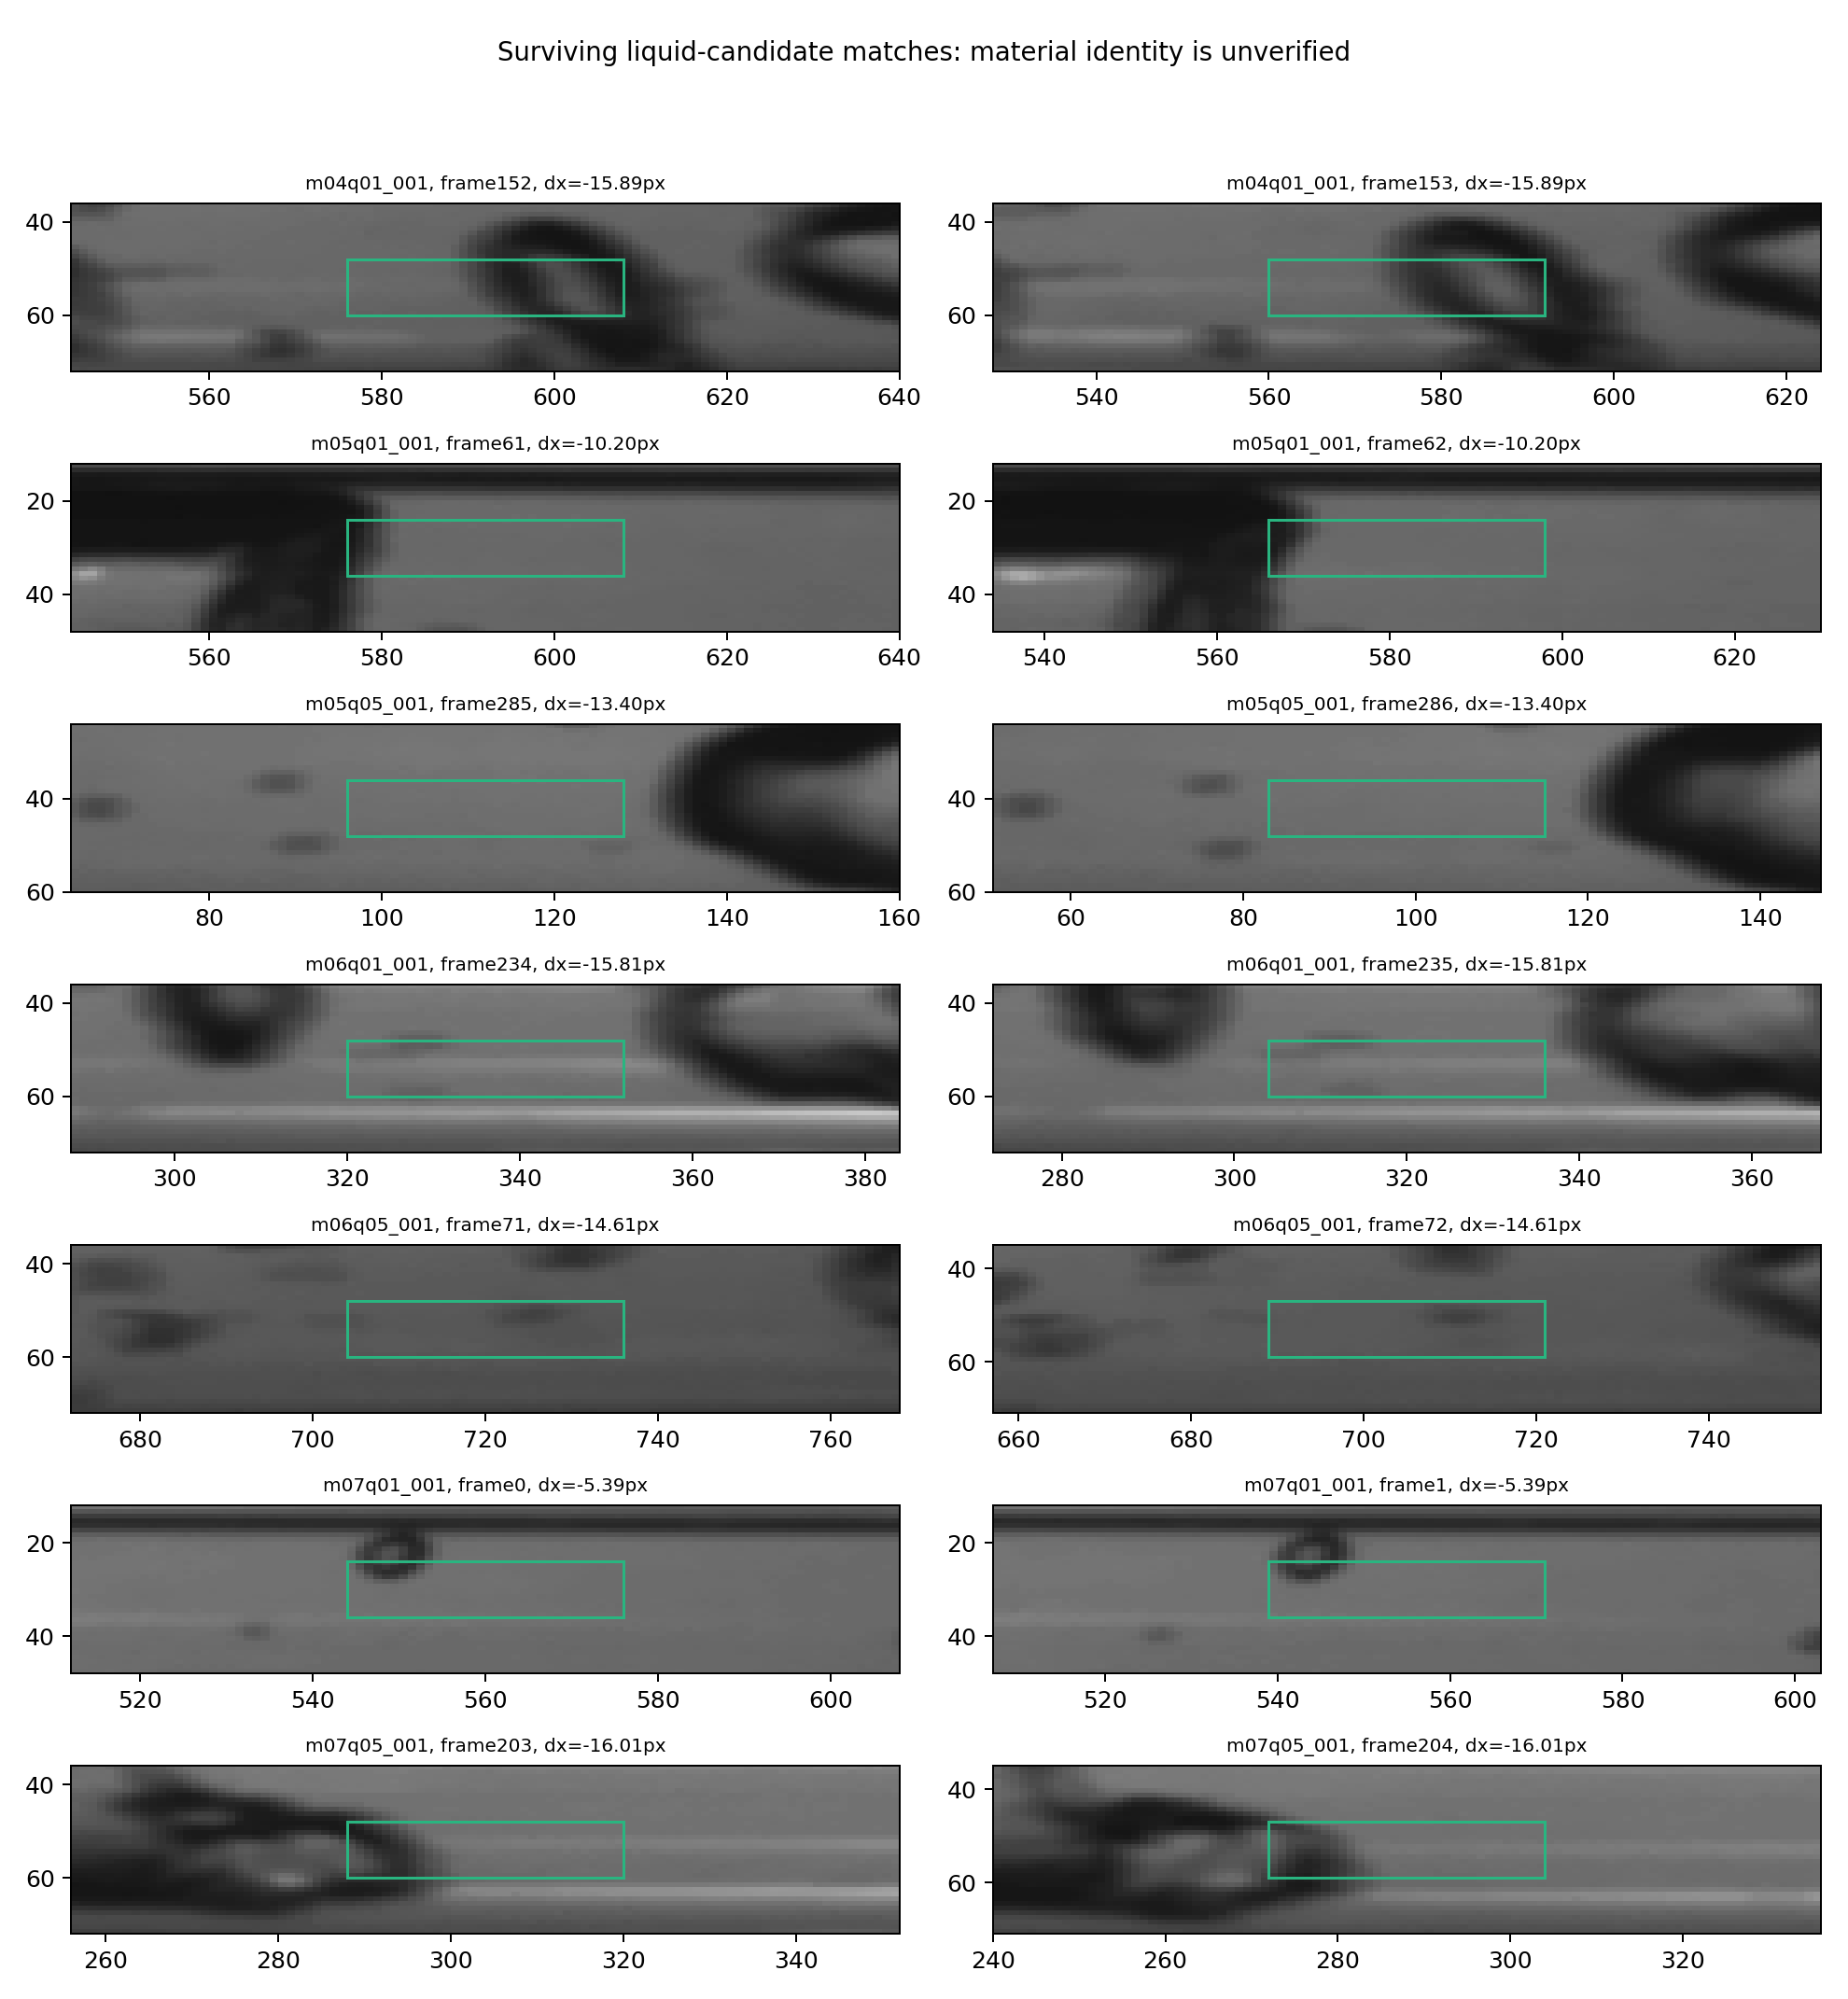 Surviving liquid-candidate matches: material identity is unverified
m04q01_001, frame152, dx=-15.89px
m04q01_001, frame153, dx=-15.89px
40
60
560 580 600 620 640
40
60
540 560 580 600 620
m05q01_001, frame61, dx=-10.20px
m05q01_001, frame62, dx=-10.20px
20
40
560 580 600 620 640
20
40
540 560 580 600 620
m05q05_001, frame285, dx=-13.40px
m05q05_001, frame286, dx=-13.40px
40
60
80 100 120 140 160
40
60
60 80 100 120 140
m06q01_001, frame234, dx=-15.81px
m06q01_001, frame235, dx=-15.81px
40
60
300 320 340 360 380
40
60
280 300 320 340 360
m06q05_001, frame71, dx=-14.61px
m06q05_001, frame72, dx=-14.61px
40
60
680 700 720 740 760
40
60
660 680 700 720 740
m07q01_001, frame0, dx=-5.39px
m07q01_001, frame1, dx=-5.39px
20
40
520 540 560 580 600
20
40
520 540 560 580 600
m07q05_001, frame203, dx=-16.01px
m07q05_001, frame204, dx=-16.01px
40
60
260 280 300 320 340
40
60
240 260 280 300 320